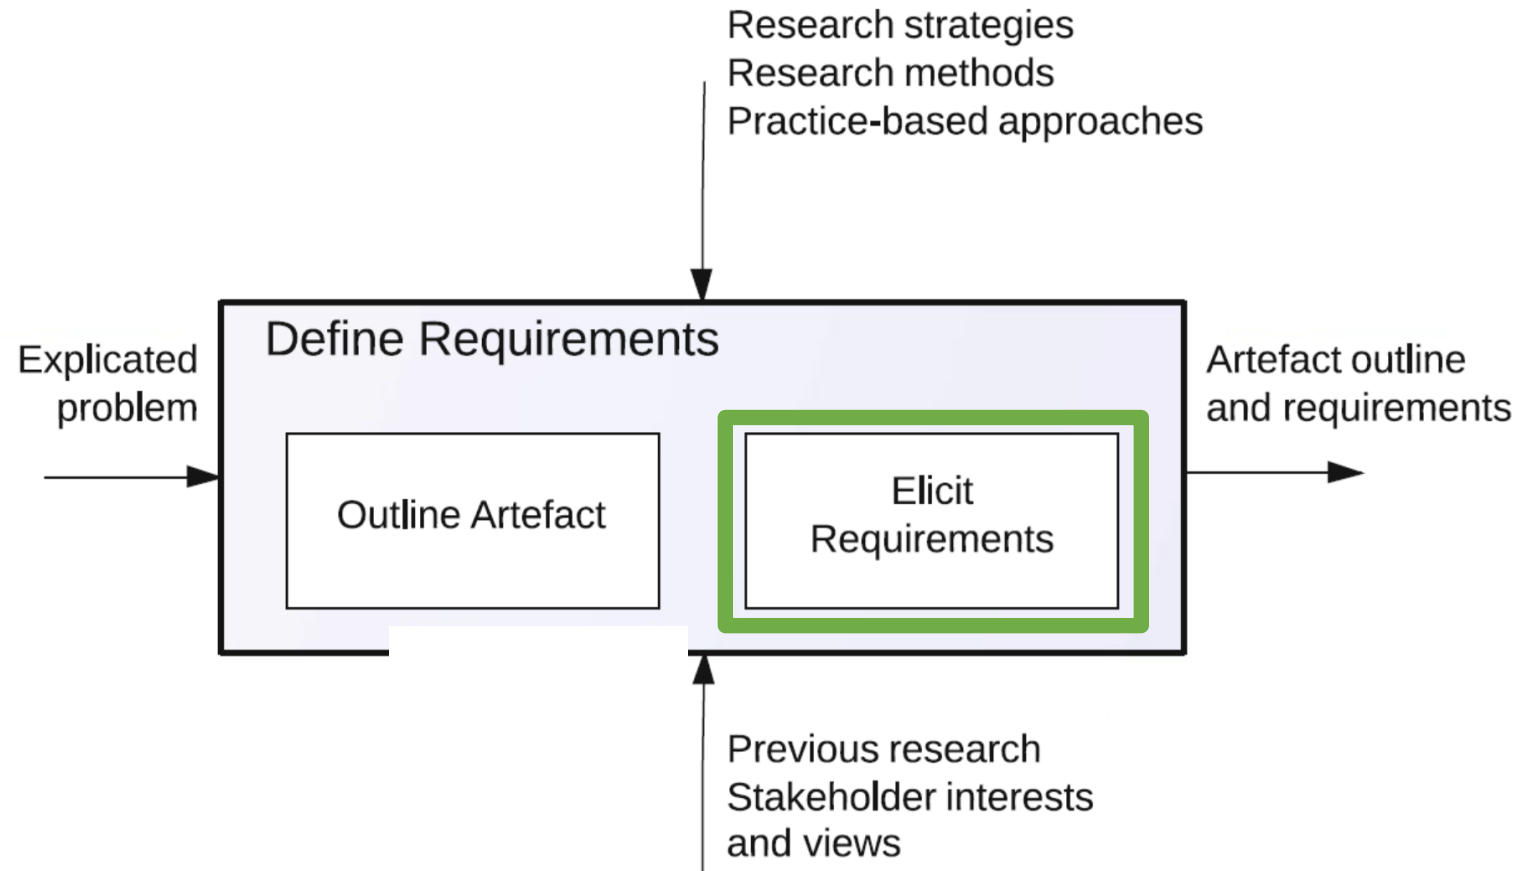 Research strategies
Research methods
Practice-based approaches
Define Requirements
Explicated
problem
Artefact outline
and requirements
Outline Artefact
Elicit
Requirements
Previous research
Stakeholder interests
and views